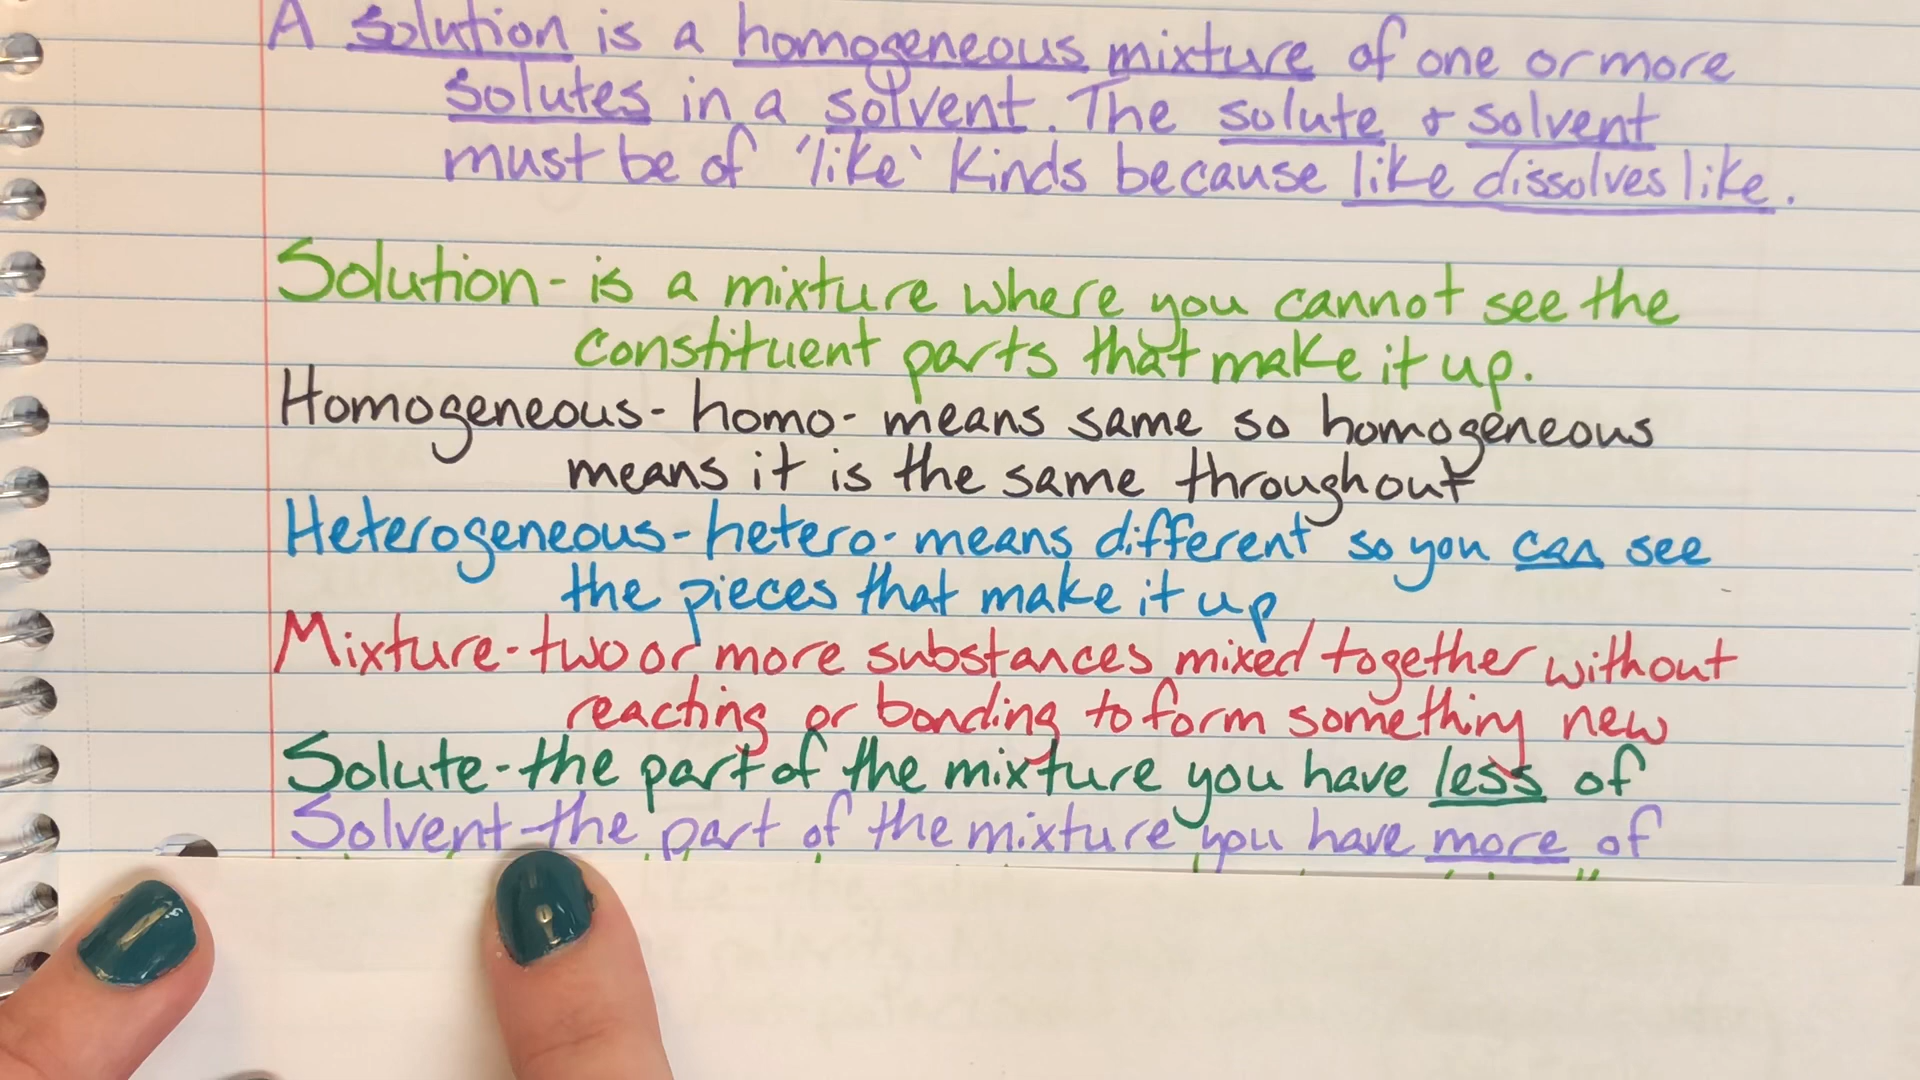 A solution is a homogeneous mixture of one or more
solutes in a solvent. The solute & solvent
must be of 'like' kinds because like dissolves like.
Solution - is a mixture where you cannot see the
constituent parts that make it up.
Homogeneous - homo - means same so homogeneous
means it is the same throughout
Heterogeneous - hetero - means different so you can see
the pieces that make it up
Mixture - two or more substances mixed together without
reacting or bonding to form something new
Solute - the part of the mixture you have less of
Solvent - the part of the mixture you have more of